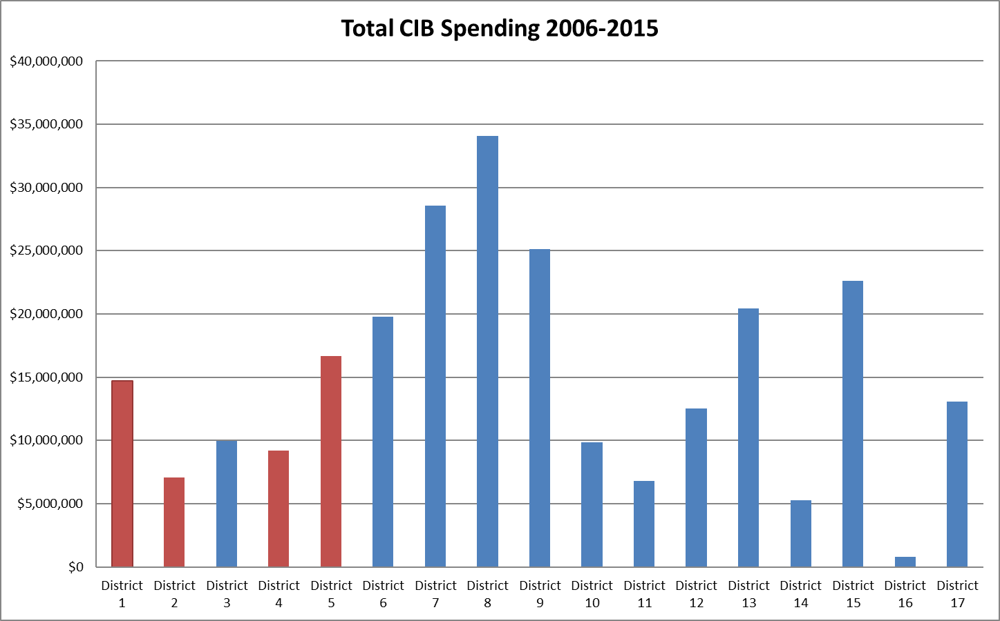 Total CIB Spending 2006-2015
$40,000,000
$35,000,000
$30,000,000
$25,000,000
$20,000,000
$15,000,000
$10,000,000
$5,000,000
$0
District 1
District 2
District 3
District 4
District 5
District 6
District 7
District 8
District 9
District 10
District 11
District 12
District 13
District 14
District 15
District 16
District 17